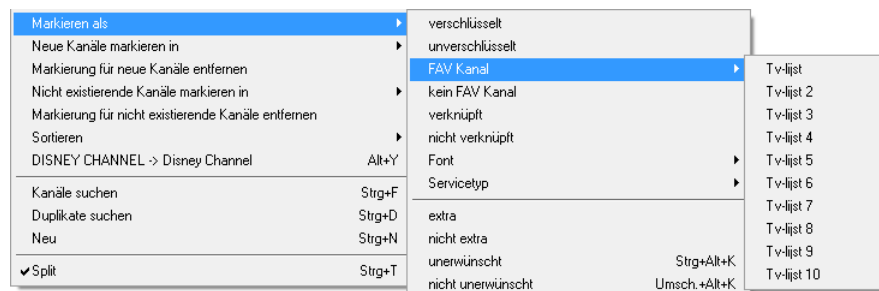 Markieren als
Neue Kanäle markieren in
Markierung für neue Kanäle entfernen
Nicht existierende Kanäle markieren in
Markierung für nicht existierende Kanäle entfernen
Sortieren
DISNEY CHANNEL -> Disney Channel Alt+Y
Kanäle suchen Strg+F
Duplikate suchen Strg+D
Neu Strg+N
Split Strg+T
verschlüsselt
unverschlüsselt
FAV Kanal
kein FAV Kanal
verknüpft
nicht verknüpft
Font
Servicetyp
extra
nicht extra
unerwünscht Strg+Alt+K
nicht unerwünscht Umsch.+Alt+K
Tv-lijst
Tv-lijst 2
Tv-lijst 3
Tv-lijst 4
Tv-lijst 5
Tv-lijst 6
Tv-lijst 7
Tv-lijst 8
Tv-lijst 9
Tv-lijst 10